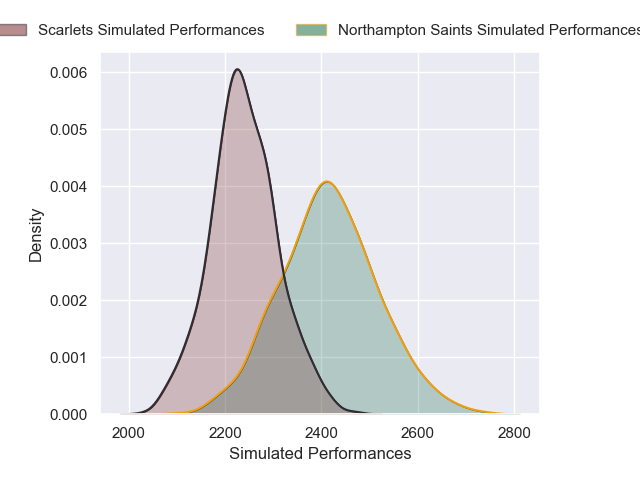 Scarlets Simulated Performances   Northampton Saints Simulated Performances
0.006
0.005
0.004
0.003
0.002
0.001
0.000
Density
2000 2200 2400 2600 2800
Simulated Performances